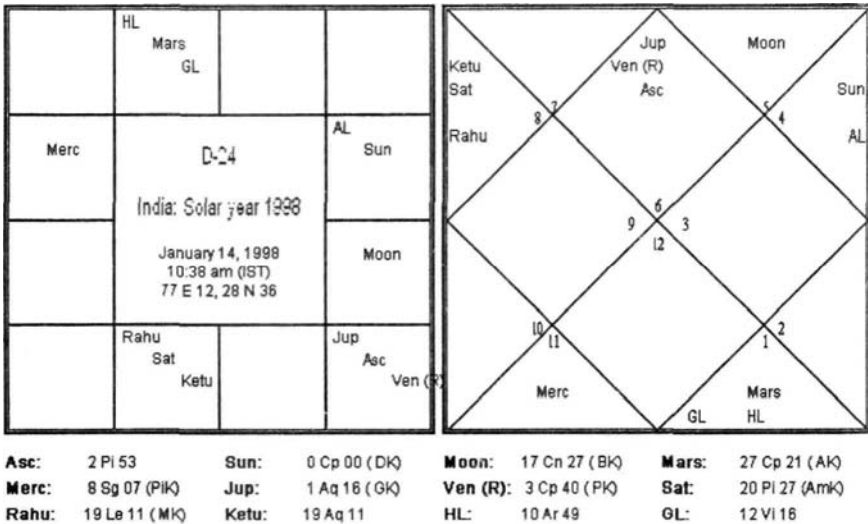 HL
Mars
GL
Merc
AL
Sun
D-24
India: Solar year 1998
January 14, 1998
10:38 am (IST)
77 E 12, 28 N 36
Moon
Rahu
Sat
Ketu
Jup
Asc
Ven (R)
Jup
Ven (R)
Asc
Moon
Ketu
Sat
Rahu
Sun
AL
7
8
5
4
6
9
3
12
10
11
2
1
Merc
Mars
GL
HL
Asc: 2 Pi 53 Sun: 0 Cp 00 (DK) Moon: 17 Cn 27 (BK) Mars: 27 Cp 21 (AK)
Merc: 8 Sg 07 (PiK) Jup: 1 Aq 16 (GK) Ven (R): 3 Cp 40 (PK) Sat: 20 Pi 27 (AmK)
Rahu: 19 Le 11 (MK) Ketu: 19 Aq 11 HL: 10 Ar 49 GL: 12 Vi 16